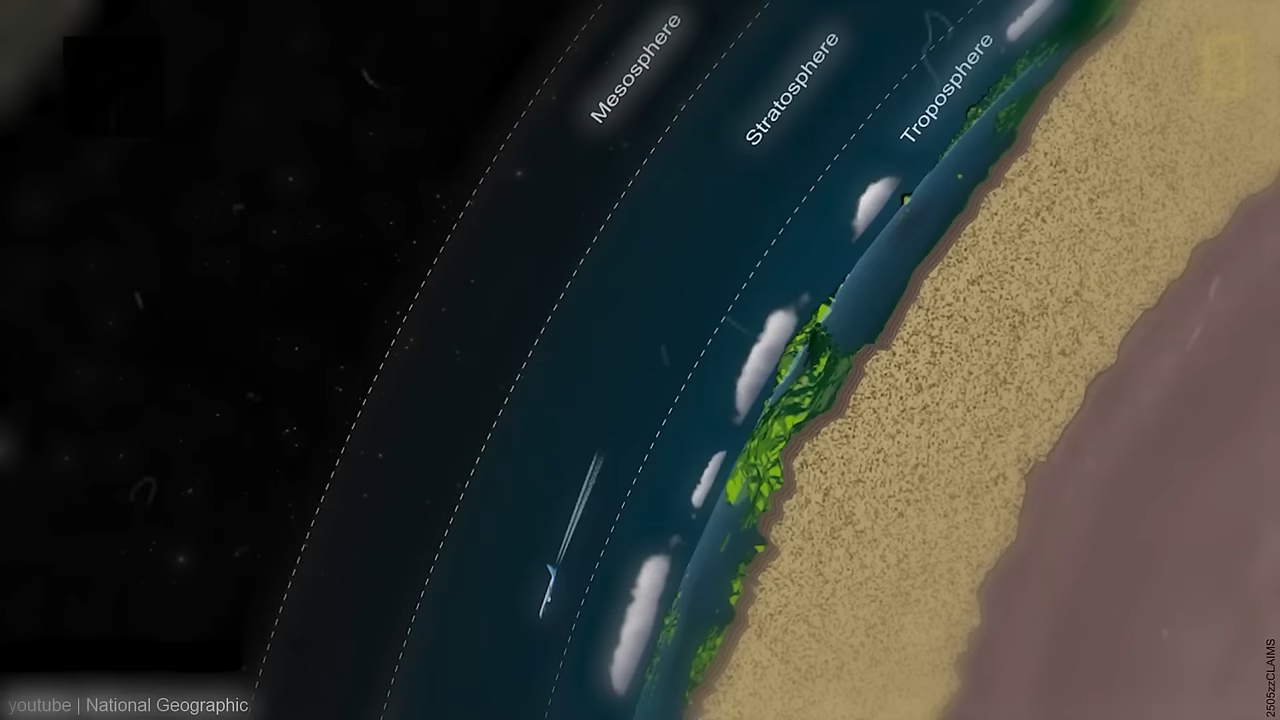 Mesosphere
Stratosphere
Troposphere
youtube | National Geographic
2505zzCLAIMS